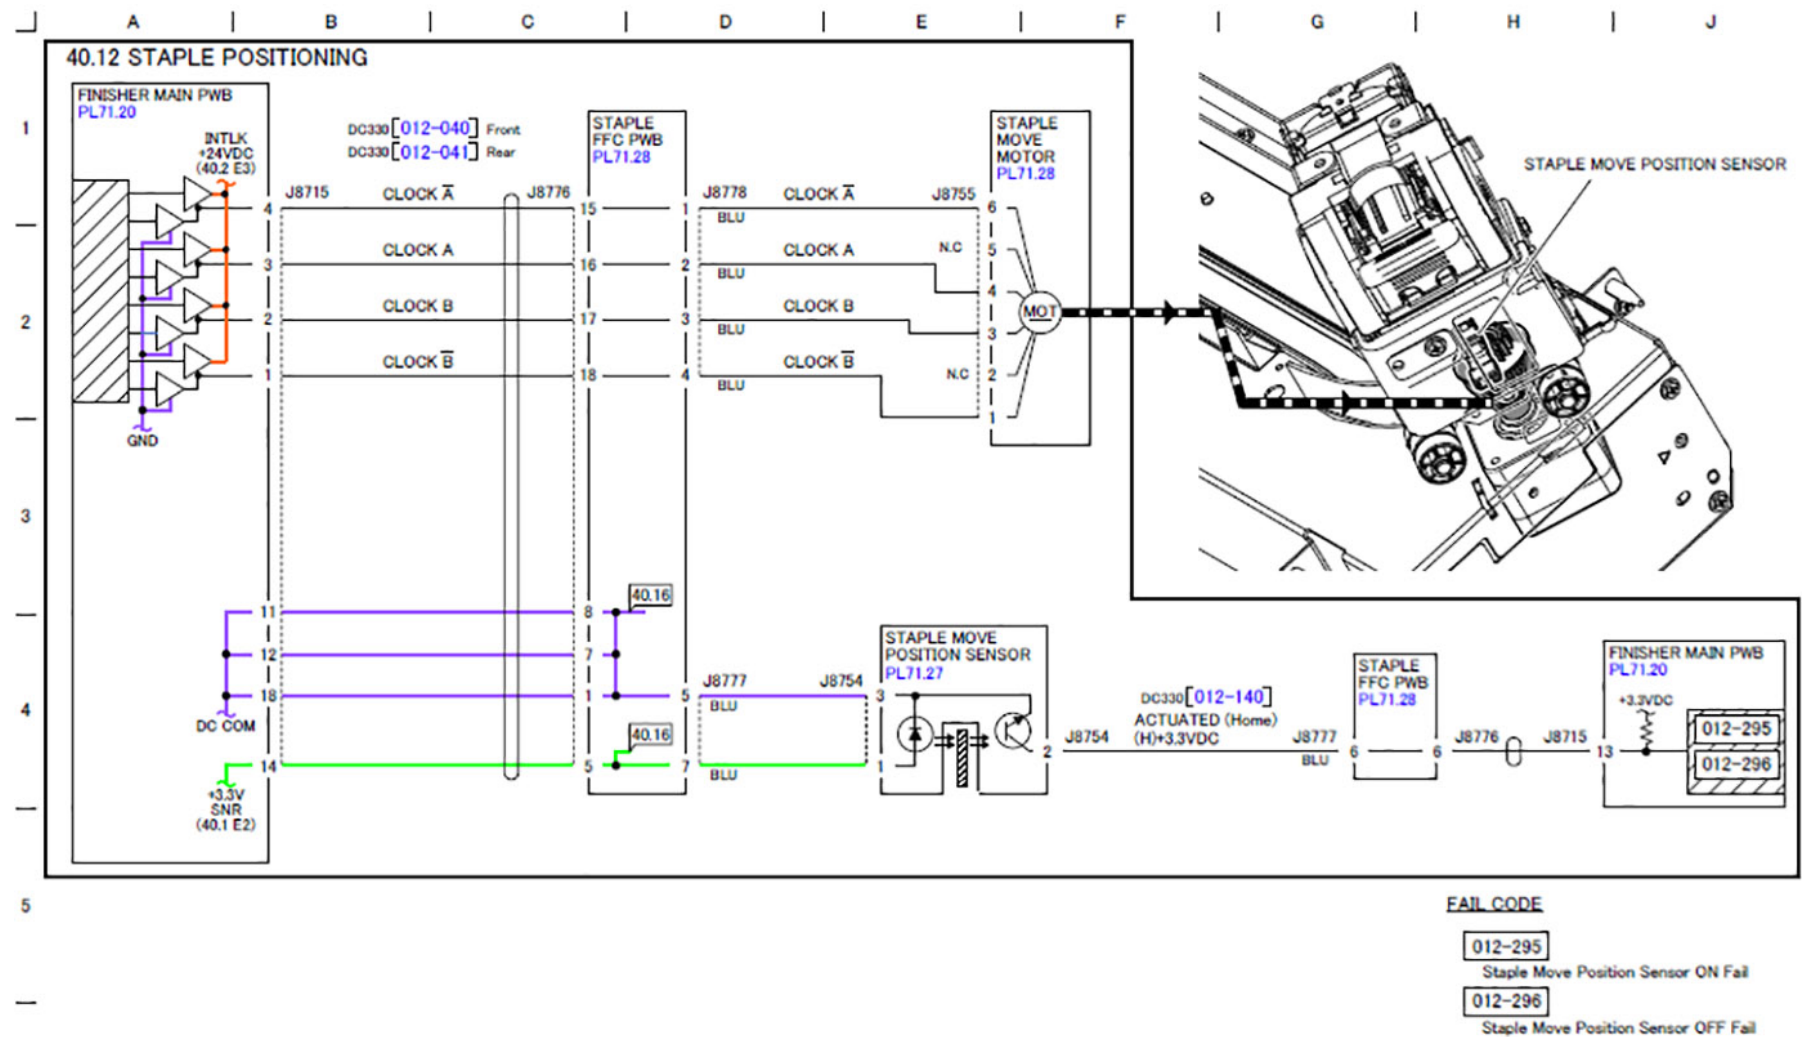 A B C D E F G H J
40.12 STAPLE POSITIONING
FINISHER MAIN PWB
PL71.20
INTLK
+24VDC
(40.2 E3)
DC330[012-040] Front
DC330[012-041] Rear
STAPLE
FFC PWB
PL71.28
STAPLE
MOVE
MOTOR
PL71.28
STAPLE MOVE POSITION SENSOR
1
4 J8715 CLOCK A J8776 15 1 J8778 CLOCK A J8755 6
BLU
3 CLOCK A 16 2 CLOCK A N.C 5
BLU
4
2
2 CLOCK B 17 3 CLOCK B 3
BLU
MOT
1 CLOCK B 18 4 CLOCK B N.C 2
BLU
1
GND
3
11 8 40.16
12 7
18 1 5 J8777 J8754 3
BLU
DC COM
14 5 40.16 7 1
BLU
+3.3V
SNR
(40.1 E2)
4
STAPLE MOVE
POSITION SENSOR
PL71.27
2 J8754
DC330[012-140]
ACTUATED (Home)
(H)+3.3VDC
J8777 6
BLU
STAPLE
FFC PWB
PL71.28
6 J8776 J8715 13
FINISHER MAIN PWB
PL71.20
+3.3VDC
012-295
012-296
5
FAIL CODE
012-295
Staple Move Position Sensor ON Fail
012-296
Staple Move Position Sensor OFF Fail